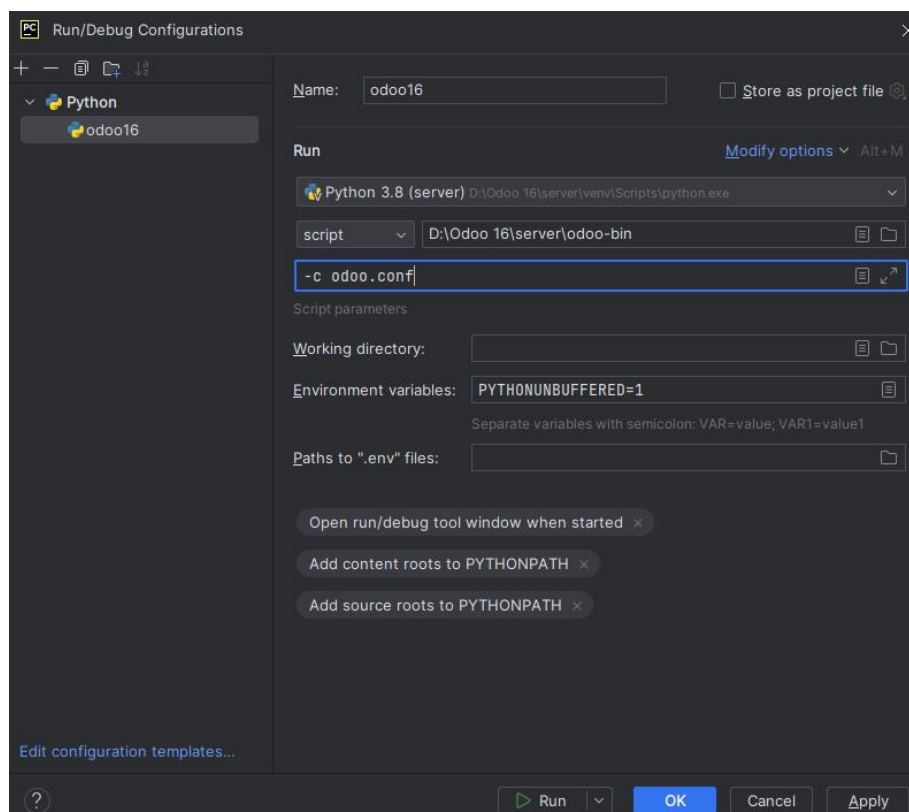 PC Run/Debug Configurations
Python
odoo16
Name: odoo16 Store as project file
Run Modify options Alt+M
Python 3.8 (server) D:\Odoo 16\server\venv\Scripts\python.exe
script D:\Odoo 16\server\odoo-bin
-c odoo.conf
Script parameters
Working directory:
Environment variables: PYTHONUNBUFFERED=1
Separate variables with semicolon: VAR=value; VAR1=value1
Paths to ".env" files:
Open run/debug tool window when started
Add content roots to PYTHONPATH
Add source roots to PYTHONPATH
Edit configuration templates...
? Run OK Cancel Apply